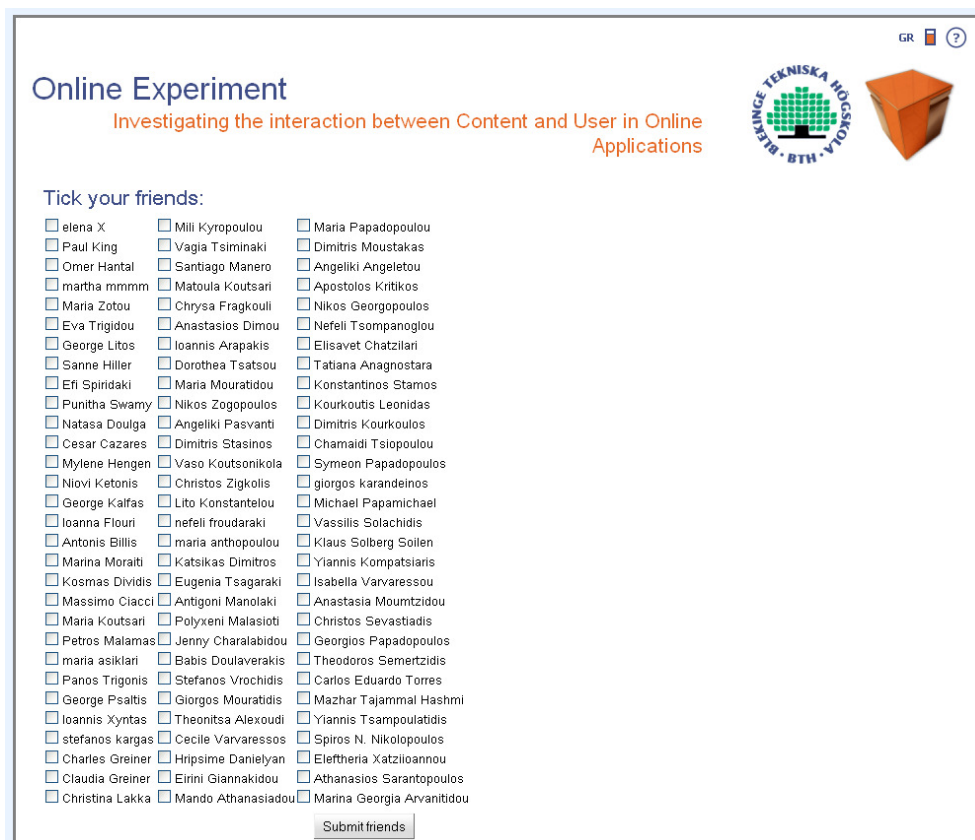 GR ?
Online Experiment
Investigating the interaction between Content and User in Online
Applications
BLEKINGE TEKNISKA HÖGSKOLA · BTH ·
Tick your friends:
elena X Mili Kyropoulou Maria Papadopoulou
Paul King Vagia Tsiminaki Dimitris Moustakas
Omer Hantal Santiago Manero Angeliki Angeletou
martha mmmm Matoula Koutsari Apostolos Kritikos
Maria Zotou Chrysa Fragkouli Nikos Georgopoulos
Eva Trigidou Anastasios Dimou Nefeli Tsompanoglou
George Litos Ioannis Arapakis Elisavet Chatzilari
Sanne Hiller Dorothea Tsatsou Tatiana Anagnostara
Efi Spiridaki Maria Mouratidou Konstantinos Stamos
Punitha Swamy Nikos Zogopoulos Kourkoutis Leonidas
Natasa Doulga Angeliki Pasvanti Dimitris Kourkoulos
Cesar Cazares Dimitris Stasinos Chamaidi Tsiopoulou
Mylene Hengen Vaso Koutsonikola Symeon Papadopoulos
Niovi Ketonis Christos Zigkolis giorgos karandeinos
George Kalfas Lito Konstantelou Michael Papamichael
Ioanna Flouri nefeli froudaraki Vassilis Solachidis
Antonis Billis maria anthopoulou Klaus Solberg Soilen
Marina Moraiti Katsikas Dimitros Yiannis Kompatsiaris
Kosmas Dividis Eugenia Tsagaraki Isabella Varvaressou
Massimo Ciacci Antigoni Manolaki Anastasia Moumtzidou
Maria Koutsari Polyxeni Malasioti Christos Sevastiadis
Petros Malamas Jenny Charalabidou Georgios Papadopoulos
maria asiklari Babis Doulaverakis Theodoros Semertzidis
Panos Trigonis Stefanos Vrochidis Carlos Eduardo Torres
George Psaltis Giorgos Mouratidis Mazhar Tajammal Hashmi
Ioannis Xyntas Theonitsa Alexoudi Yiannis Tsampoulatidis
stefanos kargas Cecile Varvaressos Spiros N. Nikolopoulos
Charles Greiner Hripsime Danielyan Eleftheria Xatziioannou
Claudia Greiner Eirini Giannakidou Athanasios Sarantopoulos
Christina Lakka Mando Athanasiadou Marina Georgia Arvanitidou
Submit friends